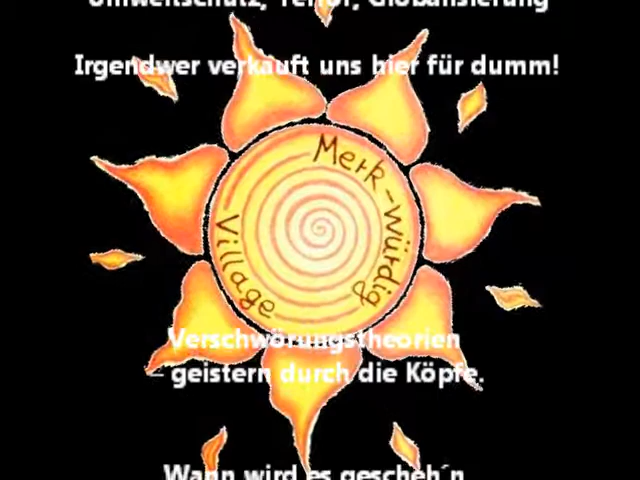 Umweltschutz, Terror, Globalisierung
Irgendwer verkauft uns hier für dumm!
Merk-würdig
Village
Verschwörungstheorien
– geistern durch die Köpfe.
Wann wird es gescheh´n